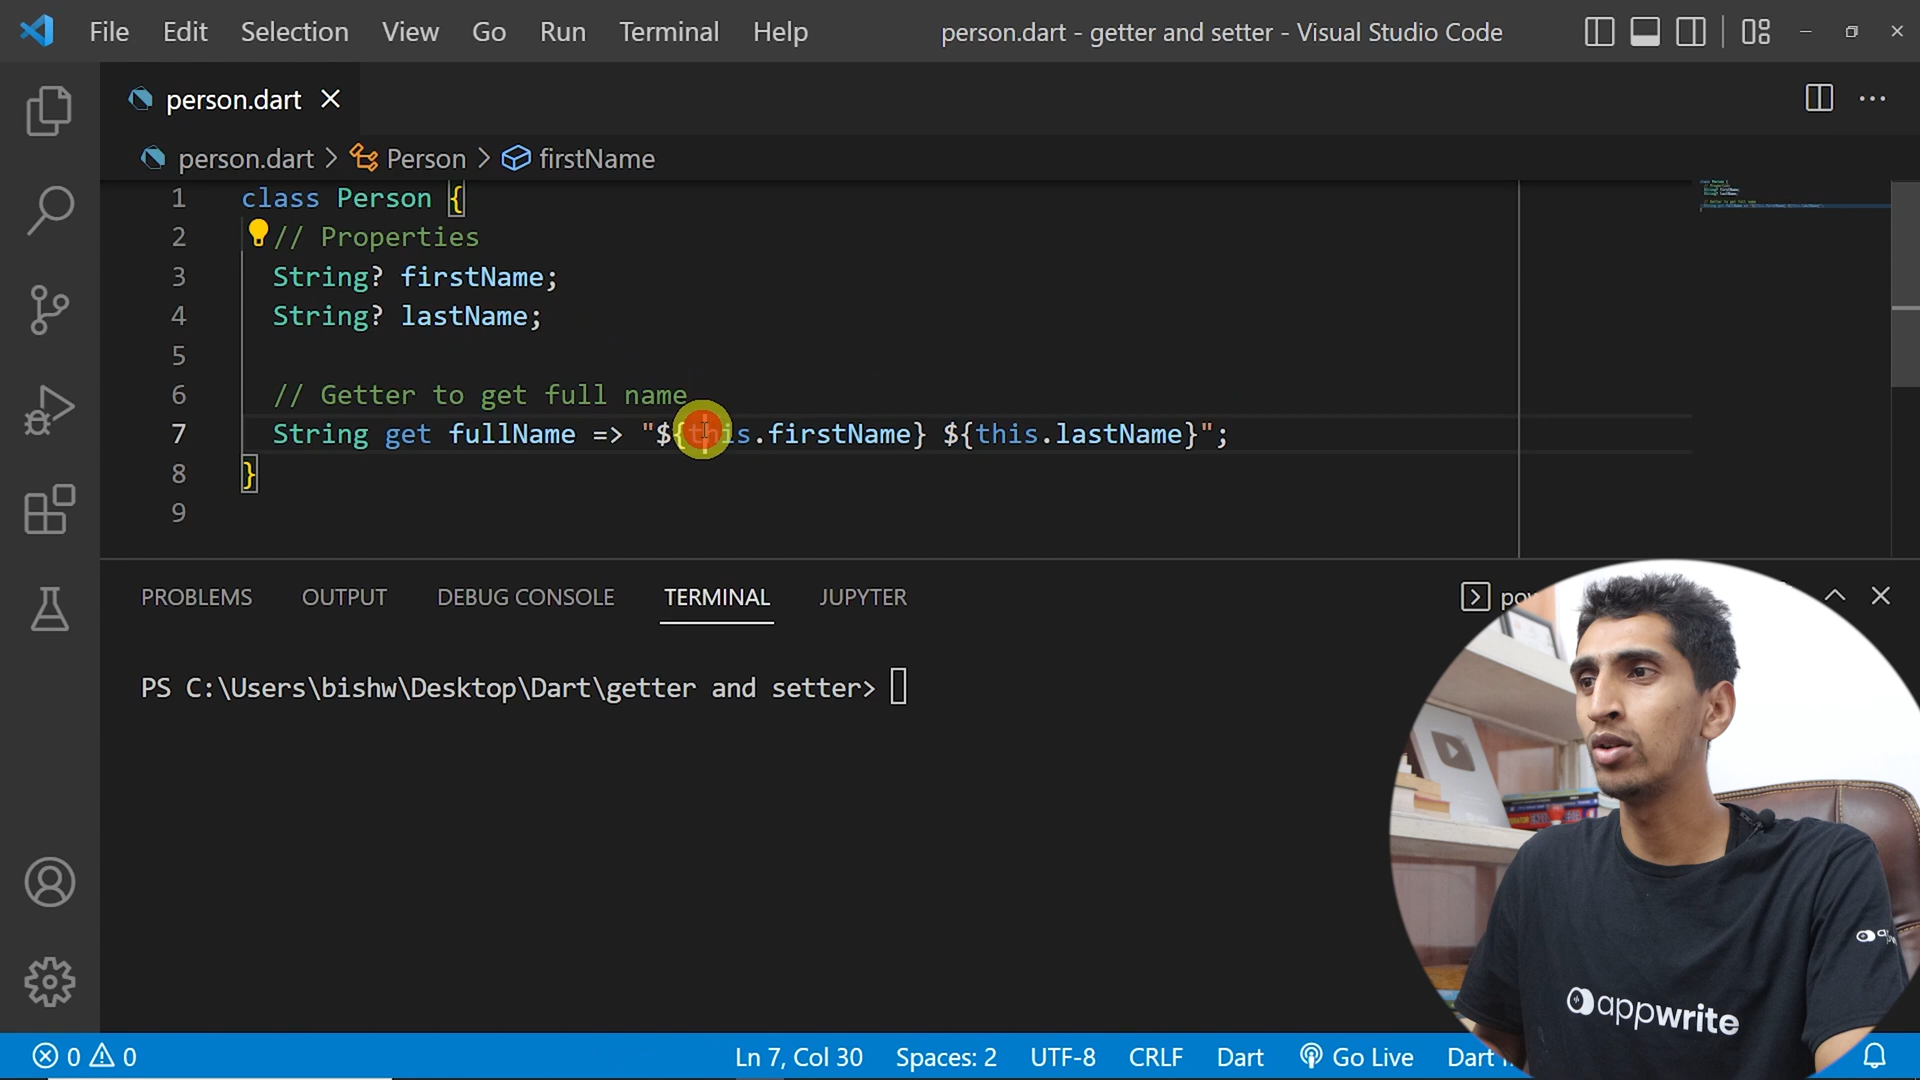 File Edit Selection View Go Run Terminal Help
person.dart - getter and setter - Visual Studio Code
person.dart
person.dart > Person > firstName
1 class Person {
2 // Properties
3 String? firstName;
4 String? lastName;
5
6 // Getter to get full name
7 String get fullName => "${this.firstName} ${this.lastName}";
8 }
9
PROBLEMS OUTPUT DEBUG CONSOLE TERMINAL JUPYTER
PS C:\Users\bishw\Desktop\Dart\getter and setter>
appwrite
0 0 Ln 7, Col 30 Spaces: 2 UTF-8 CRLF Dart Go Live Dart